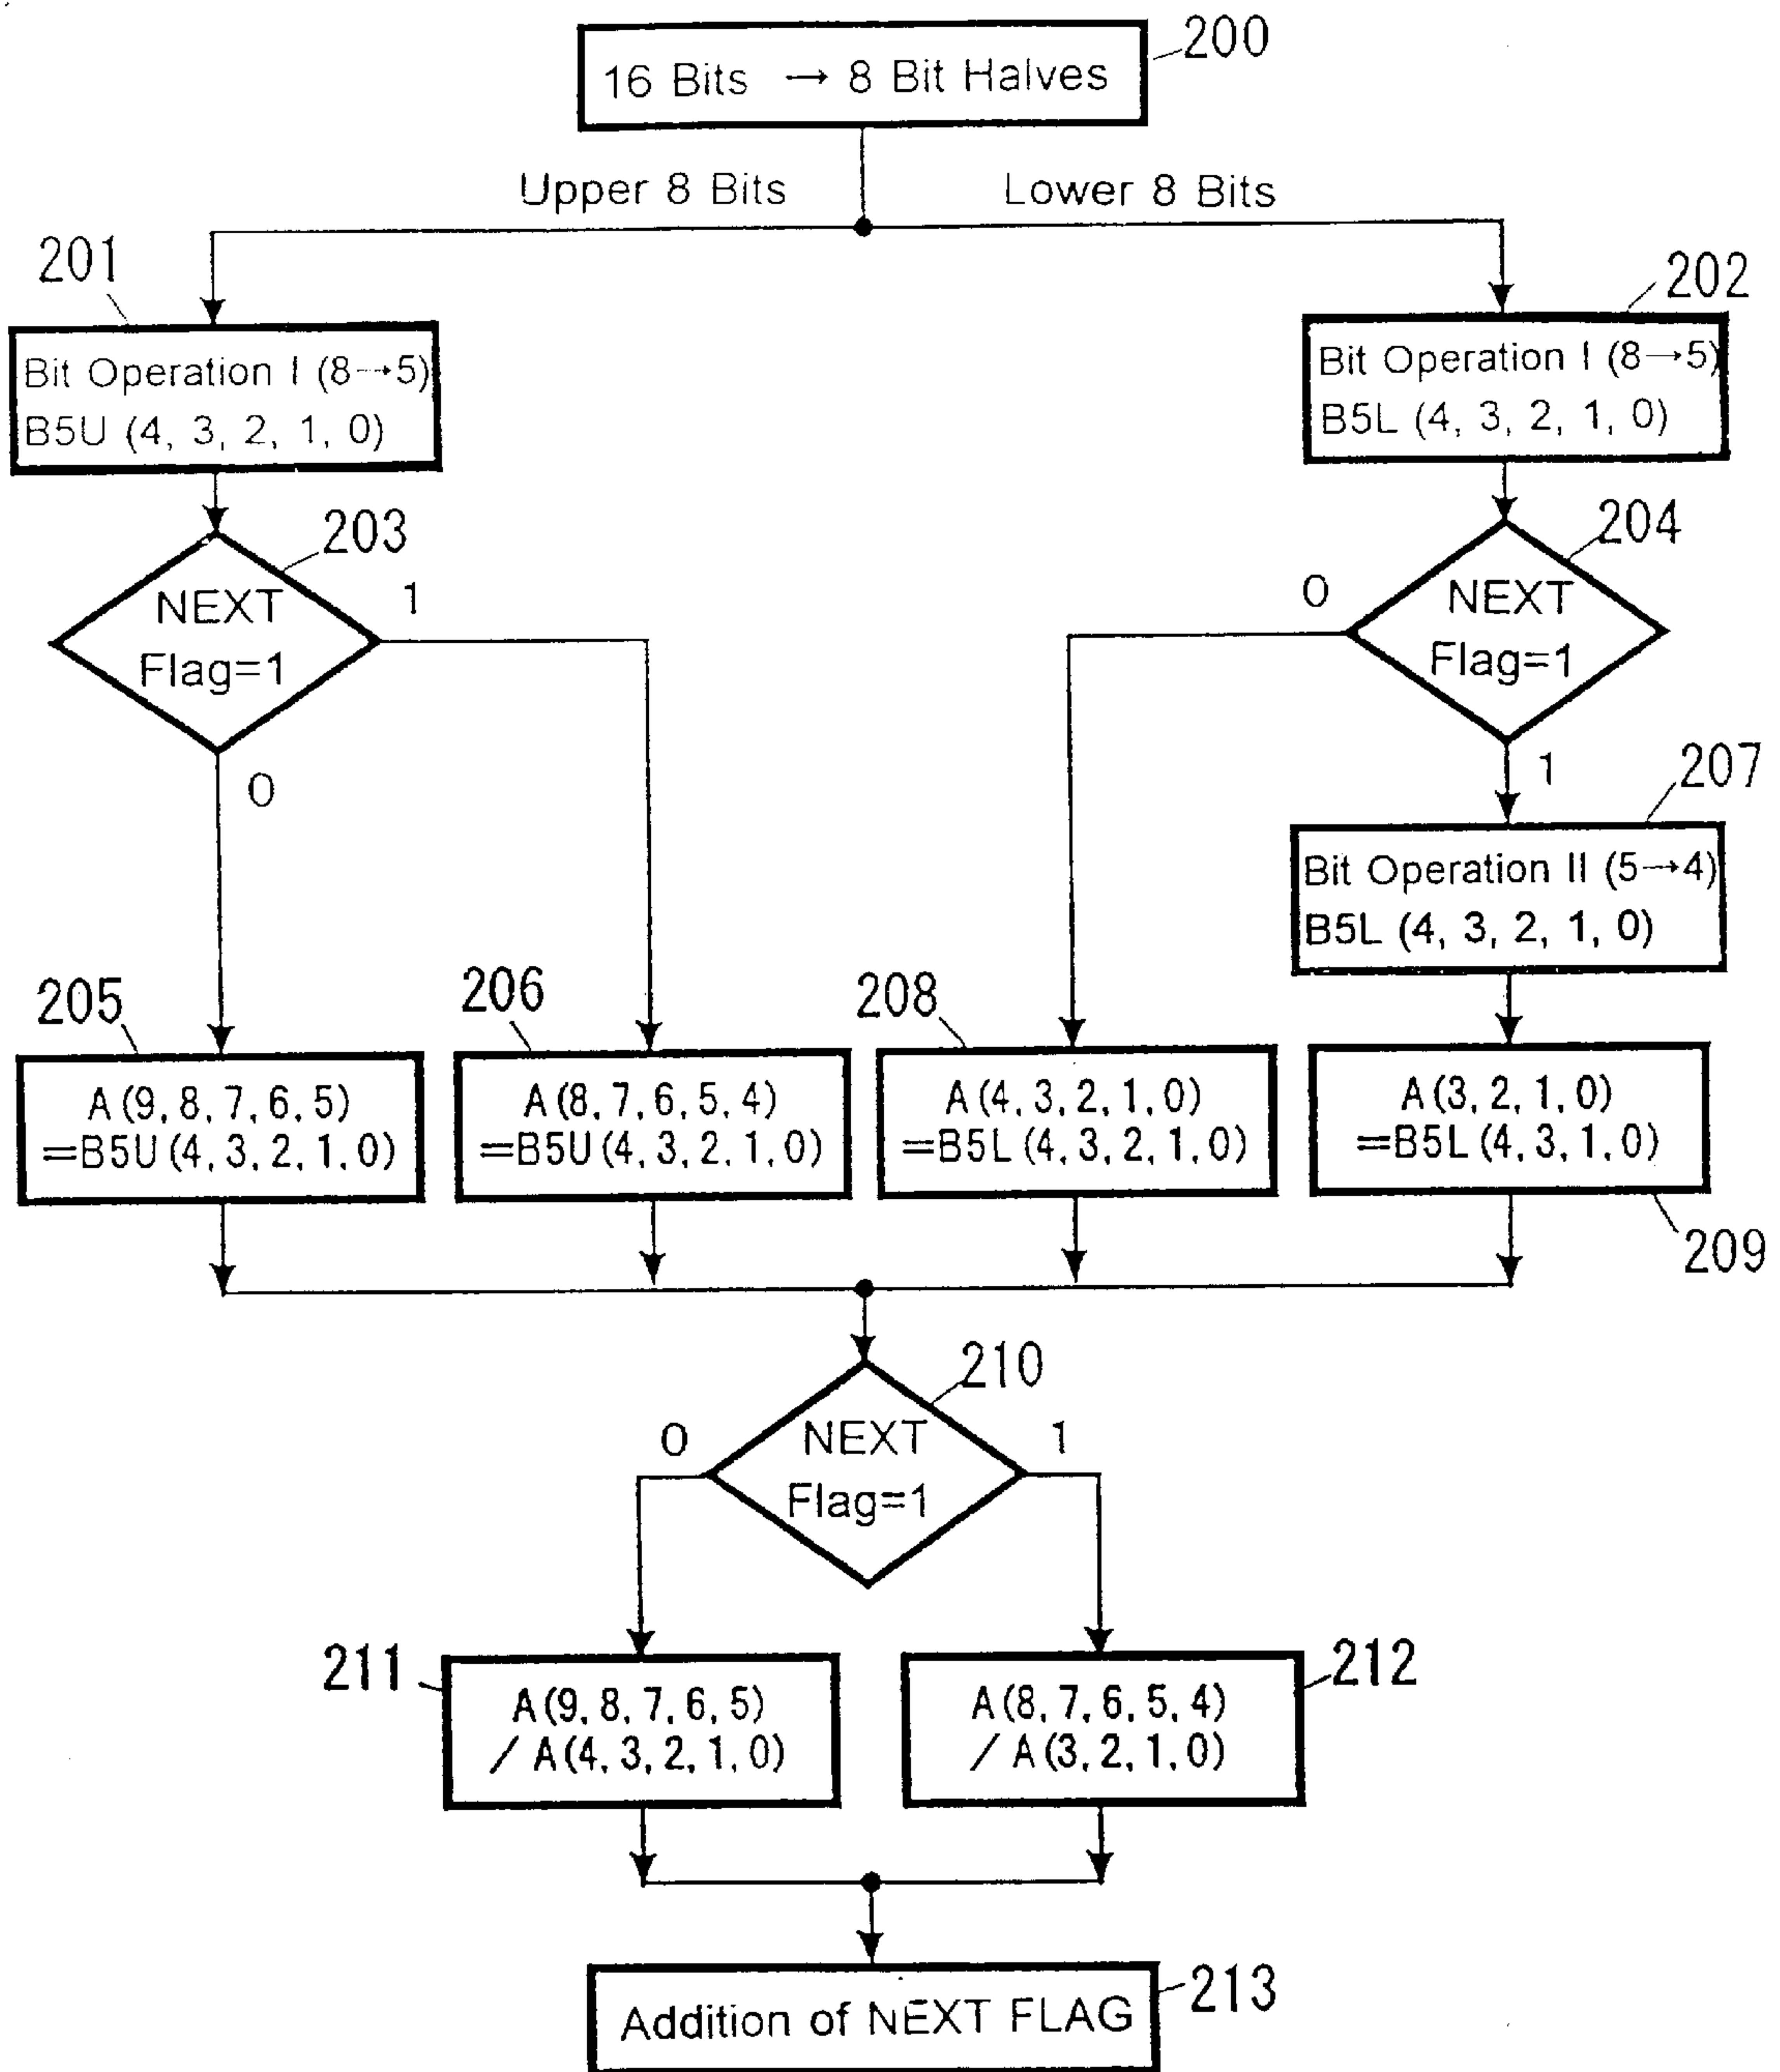 200
16 Bits → 8 Bit Halves
Upper 8 Bits
Lower 8 Bits
201
Bit Operation I (8→5)
B5U (4, 3, 2, 1, 0)
202
Bit Operation I (8→5)
B5L (4, 3, 2, 1, 0)
203
NEXT
Flag=1
1
0
204
NEXT
Flag=1
0
1
207
Bit Operation II (5→4)
B5L (4, 3, 2, 1, 0)
205
A(9, 8, 7, 6, 5)
=B5U(4, 3, 2, 1, 0)
206
A(8, 7, 6, 5, 4)
=B5U(4, 3, 2, 1, 0)
208
A(4, 3, 2, 1, 0)
=B5L(4, 3, 2, 1, 0)
A(3, 2, 1, 0)
=B5L(4, 3, 1, 0)
209
210
NEXT
Flag=1
0
1
211
A(9, 8, 7, 6, 5)
/ A(4, 3, 2, 1, 0)
212
A(8, 7, 6, 5, 4)
/ A(3, 2, 1, 0)
Addition of NEXT FLAG
213